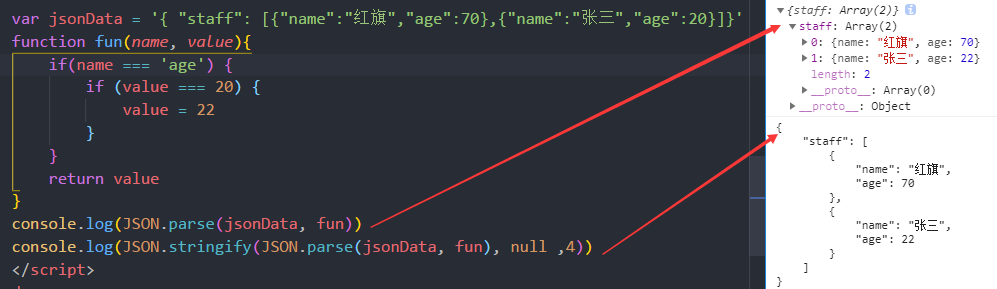 var jsonData = '{ "staff": [{"name":"红旗","age":70},{"name":"张三","age":20}]}'
function fun(name, value){
    if(name === 'age') {
        if (value === 20) {
            value = 22
        }
    }
    return value
}
console.log(JSON.parse(jsonData, fun))
console.log(JSON.stringify(JSON.parse(jsonData, fun), null ,4))
</script>
▼{staff: Array(2)} i
▼staff: Array(2)
▶0: {name: "红旗", age: 70}
▶1: {name: "张三", age: 22}
length: 2
▶__proto__: Array(0)
▶__proto__: Object
{
    "staff": [
        {
            "name": "红旗",
            "age": 70
        },
        {
            "name": "张三",
            "age": 22
        }
    ]
}